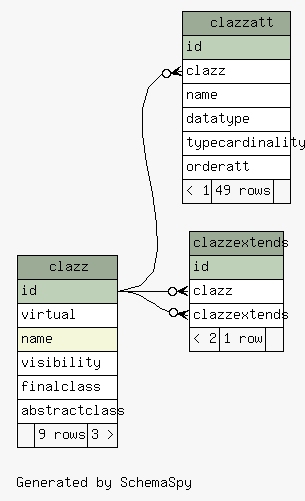 clazzatt
id
clazz
name
datatype
typecardinality
orderatt
< 1 49 rows
clazzextends
id
clazz
clazzextends
< 2 1 row
clazz
id
virtual
name
visibility
finalclass
abstractclass
9 rows 3 >
Generated by SchemaSpy